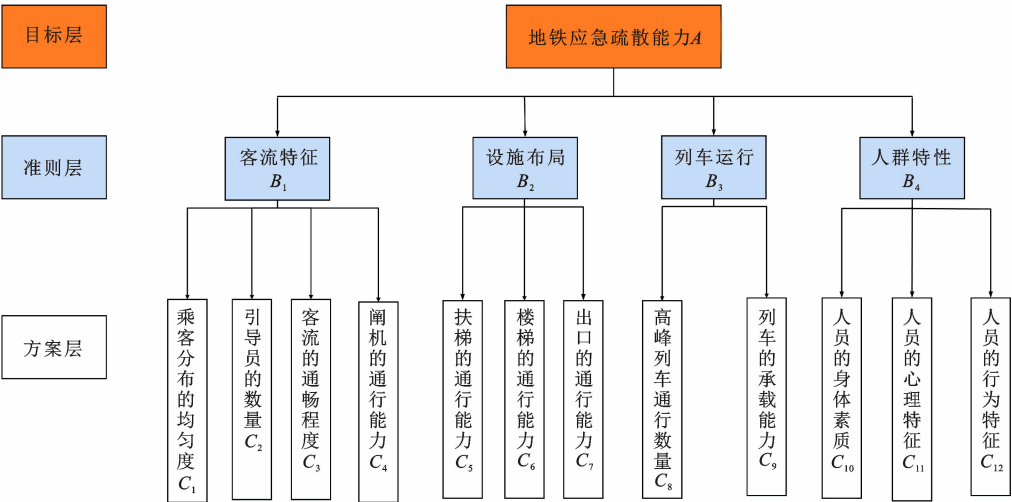 目标层
地铁应急疏散能力A
准则层
客流特征
B₁
设施布局
B₂
列车运行
B₃
人群特性
B₄
方案层
乘客分布的均匀度C₁
引导员的数量C₂
客流的通畅程度C₃
闸机的通行能力C₄
扶梯的通行能力C₅
楼梯的通行能力C₆
出口的通行能力C₇
高峰列车通行数量C₈
列车的承载能力C₉
人员的身体素质C₁₀
人员的心理特征C₁₁
人员的行为特征C₁₂